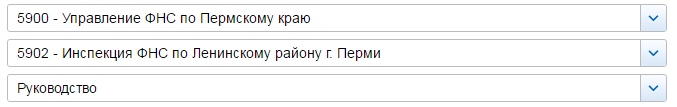 5900 - Управление ФНС по Пермскому краю
5902 - Инспекция ФНС по Ленинскому району г. Перми
Руководство